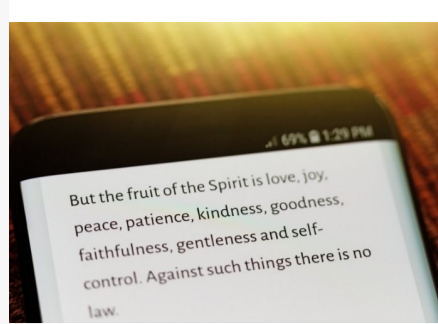 69% 1:29 PM
But the fruit of the Spirit is love, joy,
peace, patience, kindness, goodness,
faithfulness, gentleness and self-
control. Against such things there is no
law.